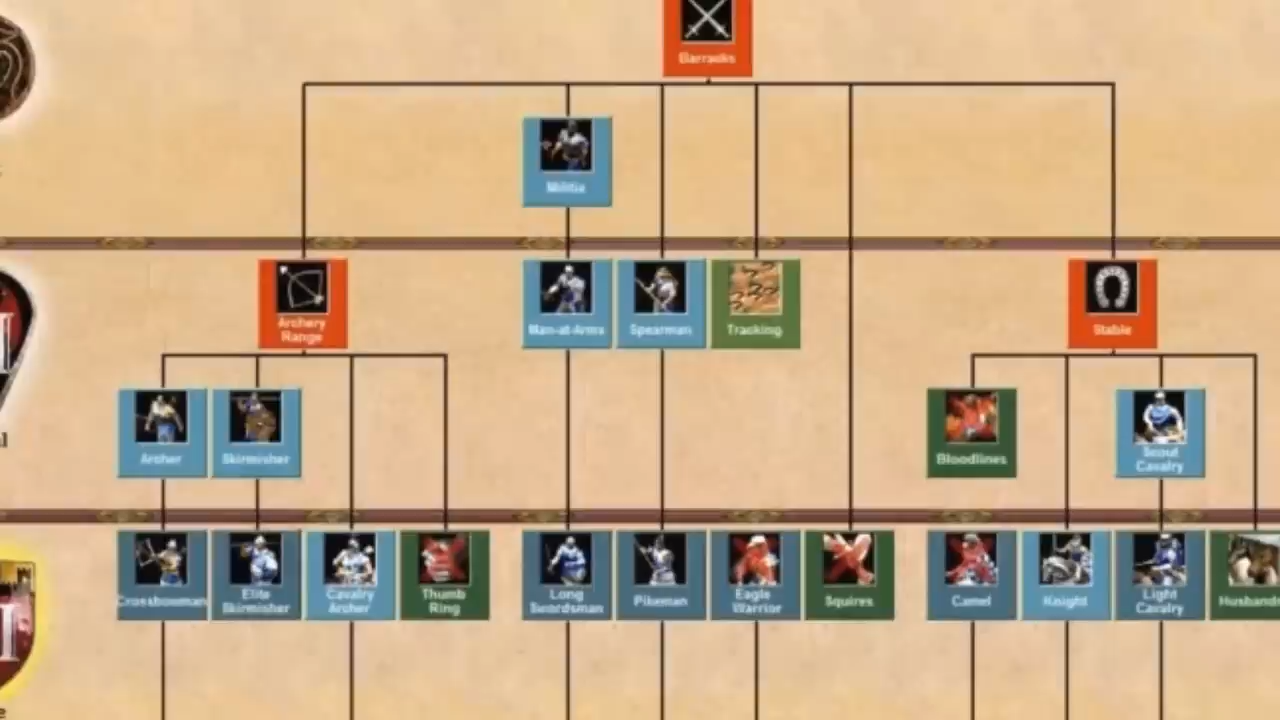 Barracks
Militia
Archery
Range
Man-at-Arms
Spearman
Tracking
Stable
Archer
Skirmisher
Bloodlines
Scout
Cavalry
Crossbowman
Elite
Skirmisher
Cavalry
Archer
Thumb
Ring
Long
Swordsman
Pikeman
Eagle
Warrior
Squires
Camel
Knight
Light
Cavalry